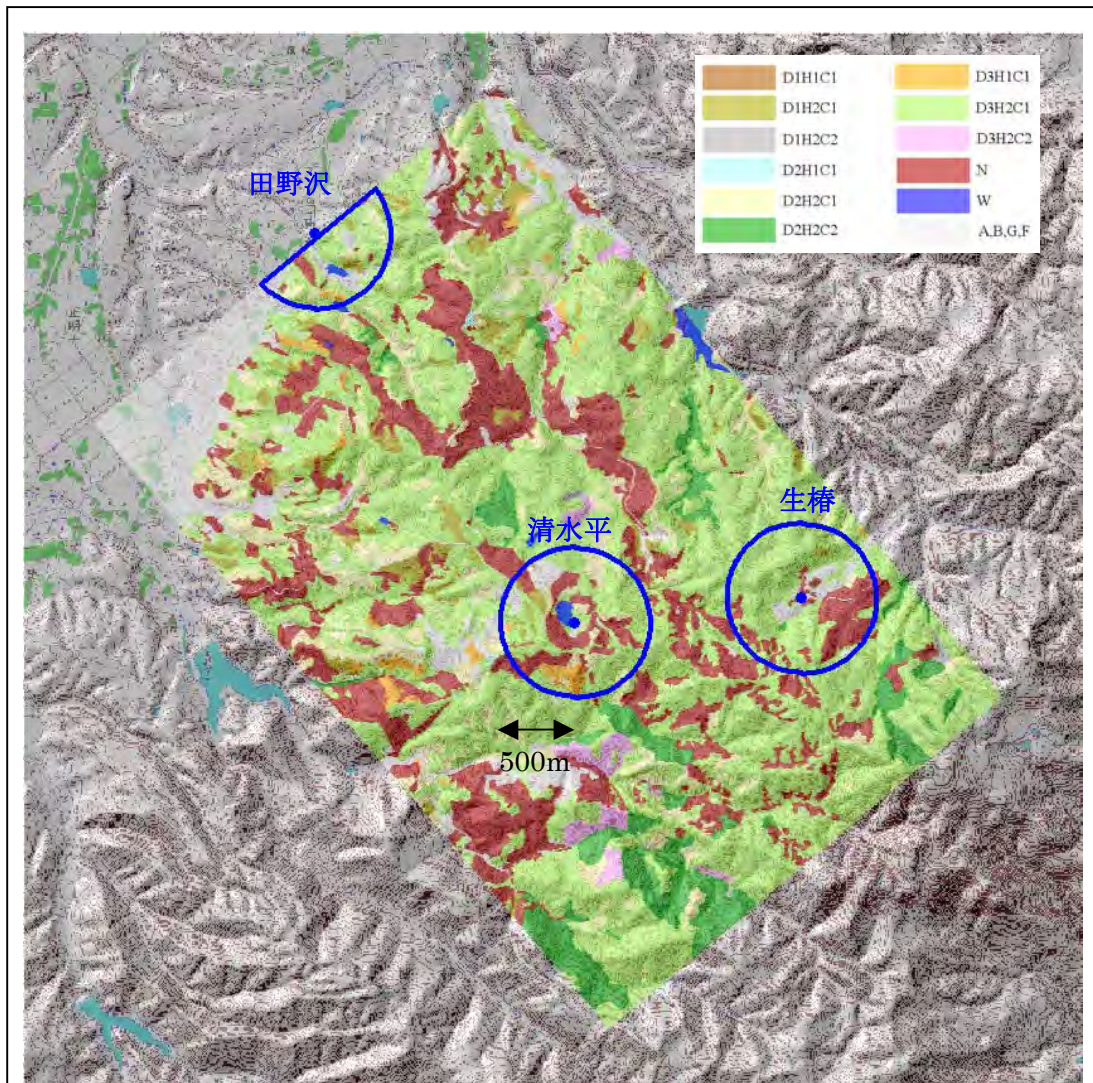 D1H1C1
D1H2C1
D1H2C2
D2H1C1
D2H2C1
D2H2C2
D3H1C1
D3H2C1
D3H2C2
N
W
A,B,G,F
田野沢
生椿
清水平
500m